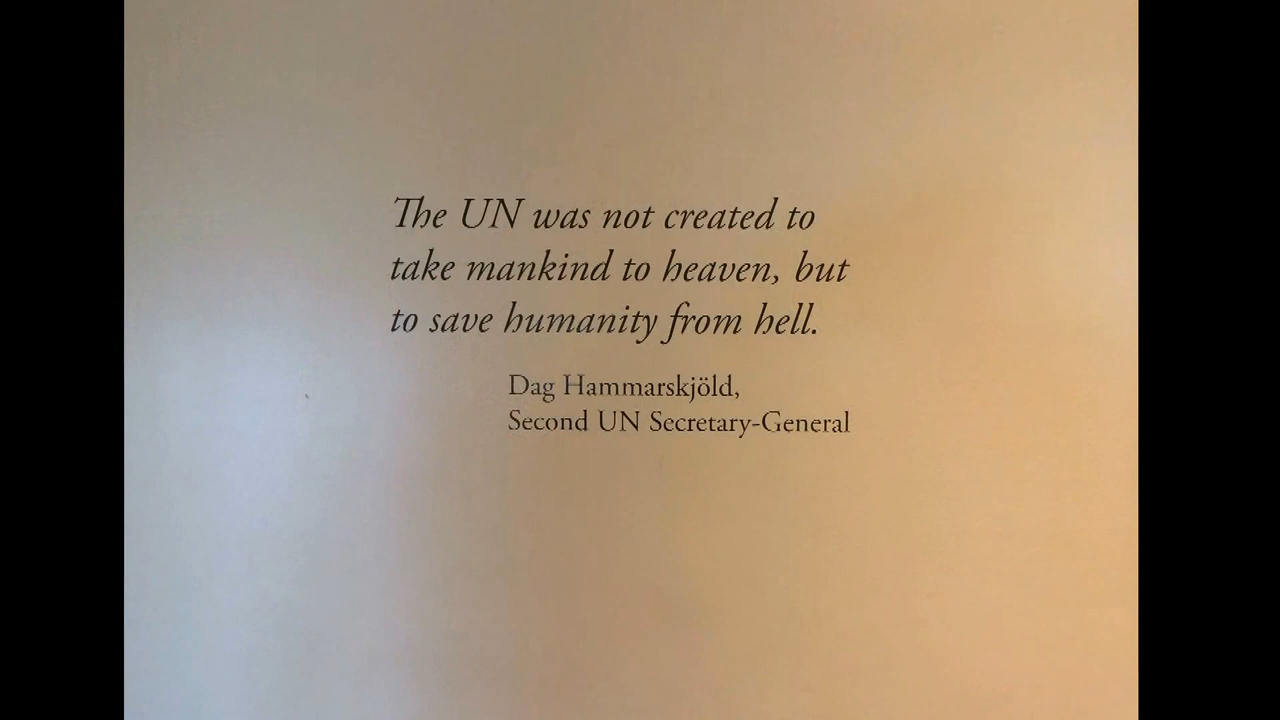 The UN was not created to
take mankind to heaven, but
to save humanity from hell.
Dag Hammarskjöld,
Second UN Secretary-General